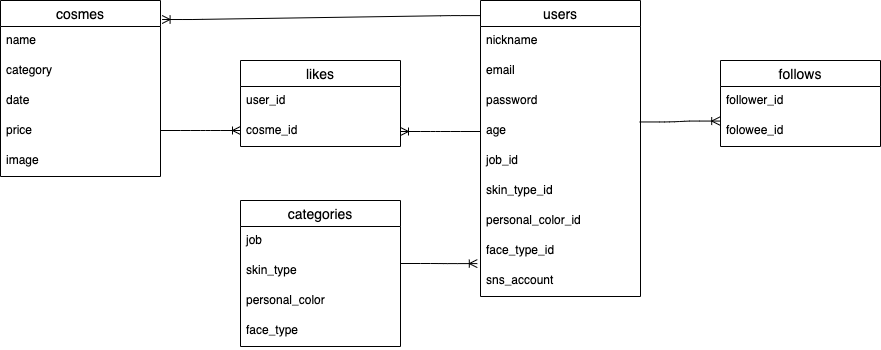 cosmes
name
category
date
price
image
likes
user_id
cosme_id
categories
job
skin_type
personal_color
face_type
users
nickname
email
password
age
job_id
skin_type_id
personal_color_id
face_type_id
sns_account
follows
follower_id
folowee_id